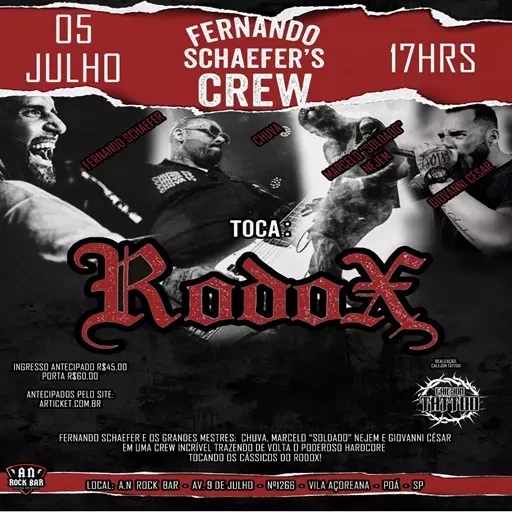 05
JULHO
FERNANDO
SCHAEFER'S
CREW
17HRS
FERNANDO SCHAEFER
CHUVA
MARCELO "SOLDADO"
NEJEM
GIOVANNI CÉSAR
TOCA:
RODOX
INGRESSO ANTECIPADO R$45,00
PORTA R$60,00
ANTECIPADOS PELO SITE:
ARTICKET.COM.BR
REALIZAÇÃO:
CALEJON TATTOO
TATTOO
FERNANDO SCHAEFER E OS GRANDES MESTRES: CHUVA, MARCELO "SOLDADO" NEJEM E GIOVANNI CÉSAR
EM UMA CREW INCRÍVEL TRAZENDO DE VOLTA O PODEROSO HARDCORE
TOCANDO OS CÁSSICOS DO RODOX!
A.N
ROCK BAR
LOCAL: A.N ROCK BAR - AV. 9 DE JULHO - Nº1266 - VILA AÇOREANA - POÁ - SP